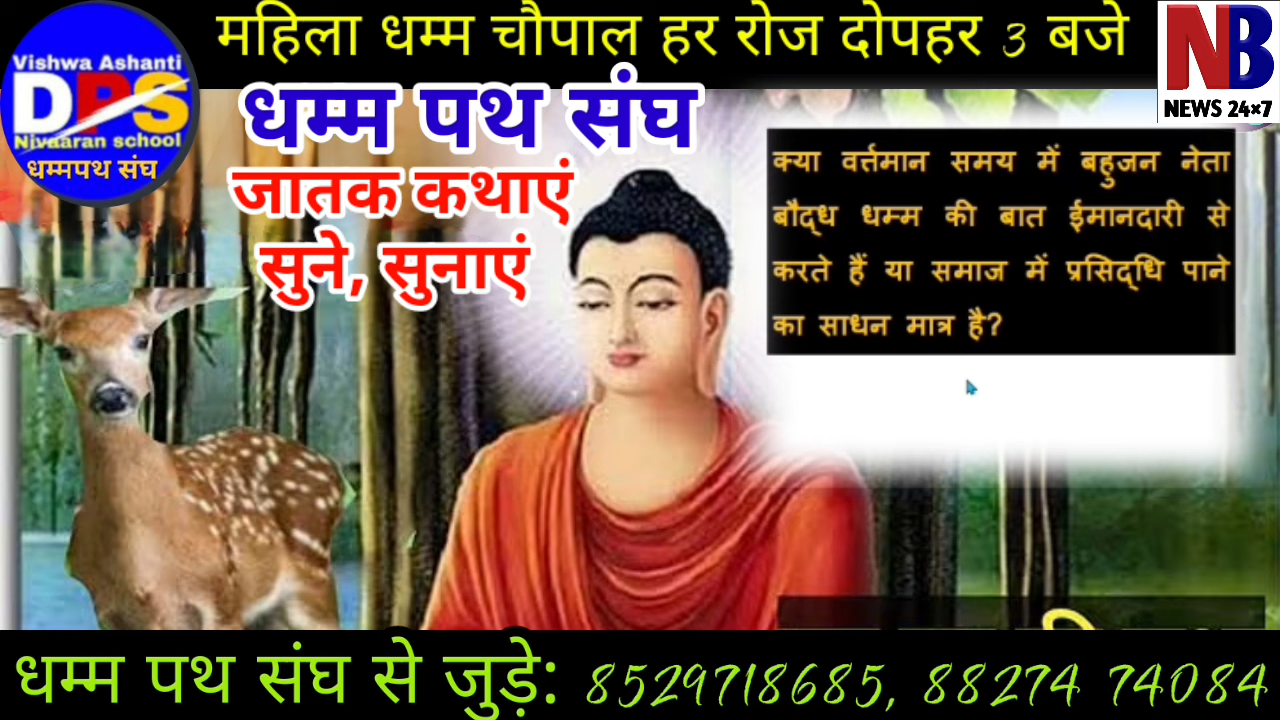 महिला धम्म चौपाल हर रोज दोपहर 3 बजे
NB
NEWS 24×7
Vishwa Ashanti
DPS
Nivaaran school
धम्मपथ संघ
धम्म पथ संघ
जातक कथाएं
सुने, सुनाएं
क्या वर्त्तमान समय में बहुजन नेता
बौद्ध धम्म की बात ईमानदारी से
करते हैं या समाज में प्रसिद्धि पाने
का साधन मात्र है?
धम्म पथ संघ से जुड़े: 8529718685, 88274 74084